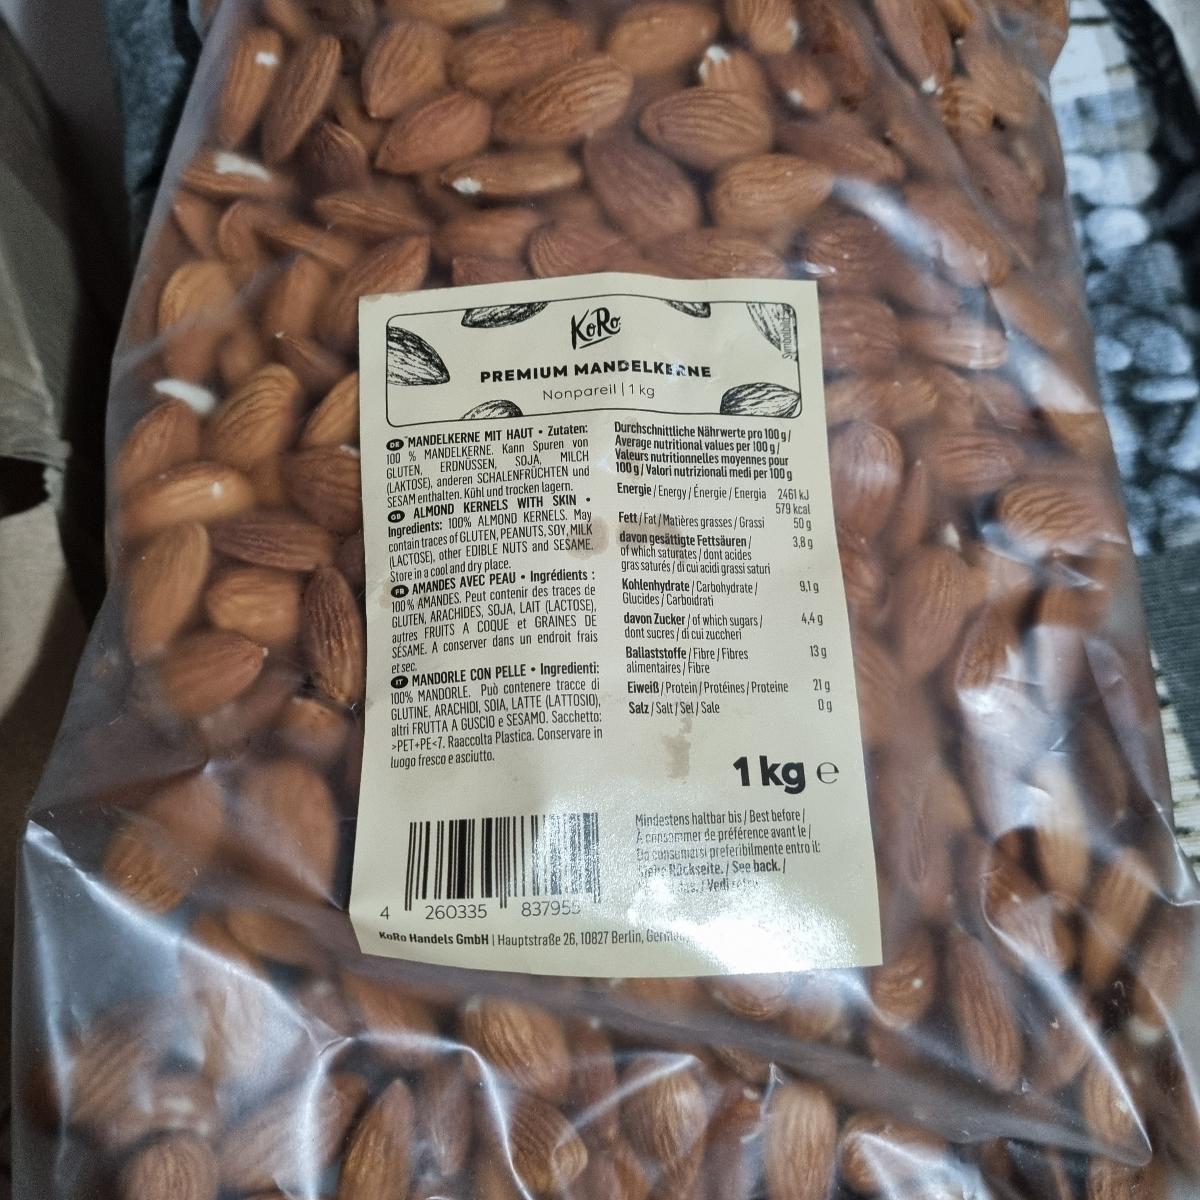 KoRo
PREMIUM MANDELKERNE
Nonpareil | 1 kg
DE MANDELKERNE MIT HAUT • Zutaten:
100 % MANDELKERNE. Kann Spuren von
GLUTEN, ERDNÜSSEN, SOJA, MILCH
(LAKTOSE), anderen SCHALENFRÜCHTEN und
SESAM enthalten. Kühl und trocken lagern.
GB ALMOND KERNELS WITH SKIN •
Ingredients: 100% ALMOND KERNELS. May
contain traces of GLUTEN, PEANUTS, SOY, MILK
(LACTOSE), other EDIBLE NUTS and SESAME.
Store in a cool and dry place.
FR AMANDES AVEC PEAU • Ingrédients :
100% AMANDES. Peut contenir des traces de
GLUTEN, ARACHIDES, SOJA, LAIT (LACTOSE),
autres FRUITS A COQUE et GRAINES DE
SÉSAME. A conserver dans un endroit frais
et sec.
IT MANDORLE CON PELLE • Ingredienti:
100% MANDORLE. Può contenere tracce di
GLUTINE, ARACHIDI, SOIA, LATTE (LATTOSIO),
altri FRUTTA A GUSCIO e SESAMO. Sacchetto:
>PET+PE<7. Raaccolta Plastica. Conservare in
luogo fresco e asciutto.
Durchschnittliche Nährwerte pro 100 g /
Average nutritional values per 100 g /
Valeurs nutritionnelles moyennes pour
100 g / Valori nutrizionali medi per 100 g
Energie / Energy / Énergie / Energia 2461 kJ
579 kcal
Fett / Fat / Matières grasses / Grassi 50 g
davon gesättigte Fettsäuren / 3,8 g
of which saturates / dont acides
gras saturés / di cui acidi grassi saturi
Kohlenhydrate / Carbohydrate / 9,1 g
Glucides / Carboidrati
davon Zucker / of which sugars / 4,4 g
dont sucres / di cui zuccheri
Ballaststoffe / Fibre / Fibres 13 g
alimentaires / Fibre
Eiweiß / Protein / Protéines / Proteine 21 g
Salz / Salt / Sel / Sale 0 g
1 kg e
Mindestens haltbar bis / Best before /
À consommer de préférence avant le /
Da consumarsi preferibilmente entro il:
Siehe Rückseite. / See back. /
/ Vedi retro
4 260335 837955
KoRo Handels GmbH | Hauptstraße 26, 10827 Berlin,